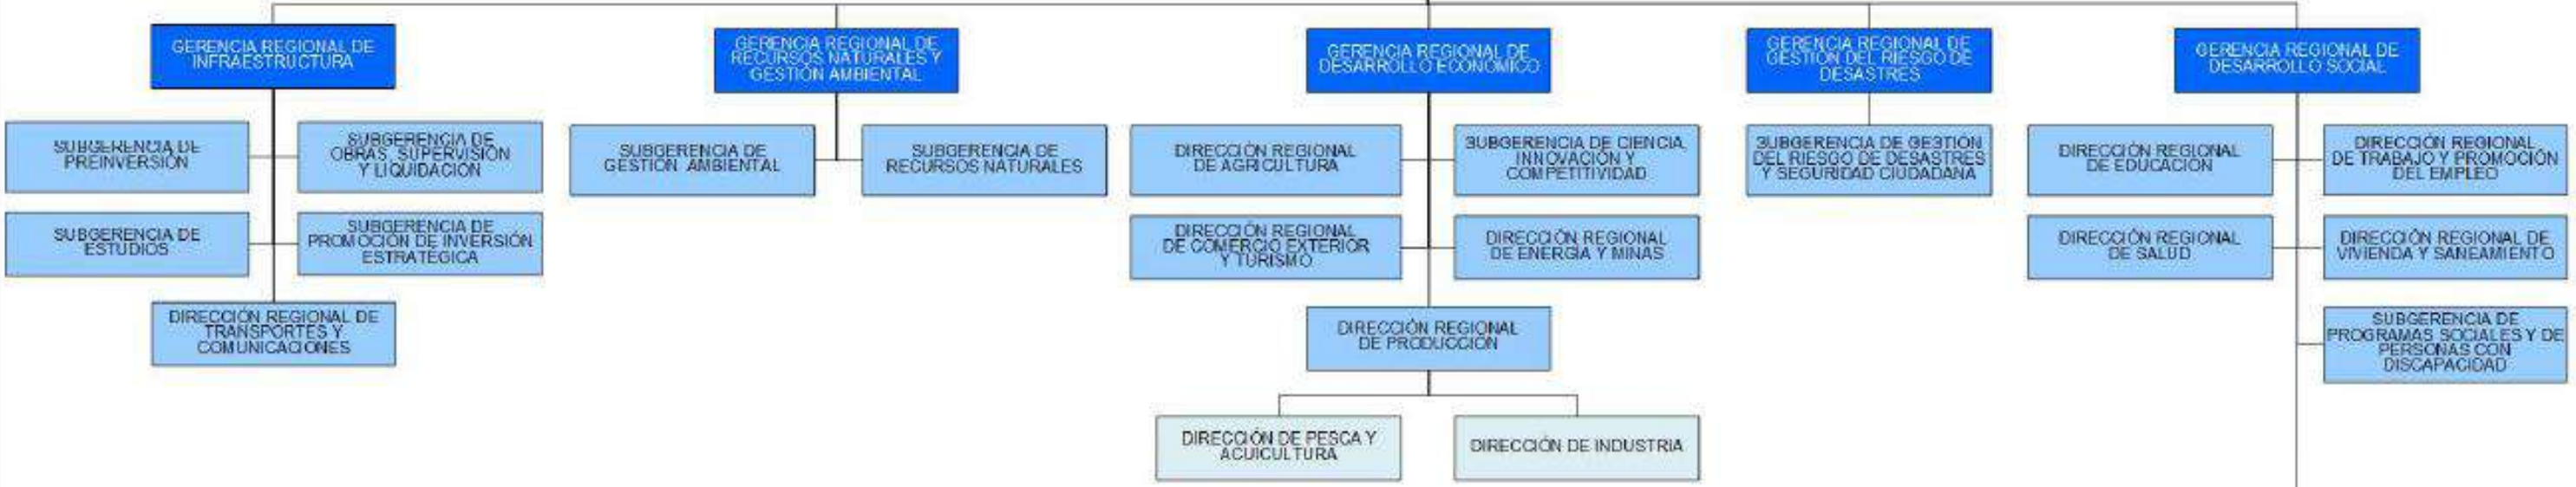 GERENCIA REGIONAL DE
INFRAESTRUCTURA
GERENCIA REGIONAL DE
RECURSOS NATURALES Y
GESTIÓN AMBIENTAL
GERENCIA REGIONAL DE
DESARROLLO ECONÓMICO
GERENCIA REGIONAL DE
GESTIÓN DEL RIESGO DE
DESASTRES
GERENCIA REGIONAL DE
DESARROLLO SOCIAL
SUBGERENCIA DE
PREINVERSIÓN
SUBGERENCIA DE
OBRAS, SUPERVISIÓN
Y LIQUIDACIÓN
SUBGERENCIA DE
GESTIÓN AMBIENTAL
SUBGERENCIA DE
RECURSOS NATURALES
DIRECCIÓN REGIONAL
DE AGRICULTURA
SUBGERENCIA DE CIENCIA,
INNOVACIÓN Y
COMPETITIVIDAD
SUBGERENCIA DE GESTIÓN
DEL RIESGO DE DESASTRES
Y SEGURIDAD CIUDADANA
DIRECCIÓN REGIONAL
DE EDUCACIÓN
DIRECCIÓN REGIONAL
DE TRABAJO Y PROMOCIÓN
DEL EMPLEO
SUBGERENCIA DE
ESTUDIOS
SUBGERENCIA DE
PROMOCIÓN DE INVERSIÓN
ESTRATÉGICA
DIRECCIÓN REGIONAL
DE COMERCIO EXTERIOR
Y TURISMO
DIRECCIÓN REGIONAL
DE ENERGÍA Y MINAS
DIRECCIÓN REGIONAL
DE SALUD
DIRECCIÓN REGIONAL DE
VIVIENDA Y SANEAMIENTO
DIRECCIÓN REGIONAL DE
TRANSPORTES Y
COMUNICACIONES
DIRECCIÓN REGIONAL
DE PRODUCCIÓN
SUBGERENCIA DE
PROGRAMAS SOCIALES Y DE
PERSONAS CON
DISCAPACIDAD
DIRECCIÓN DE PESCA Y
ACUICULTURA
DIRECCIÓN DE INDUSTRIA